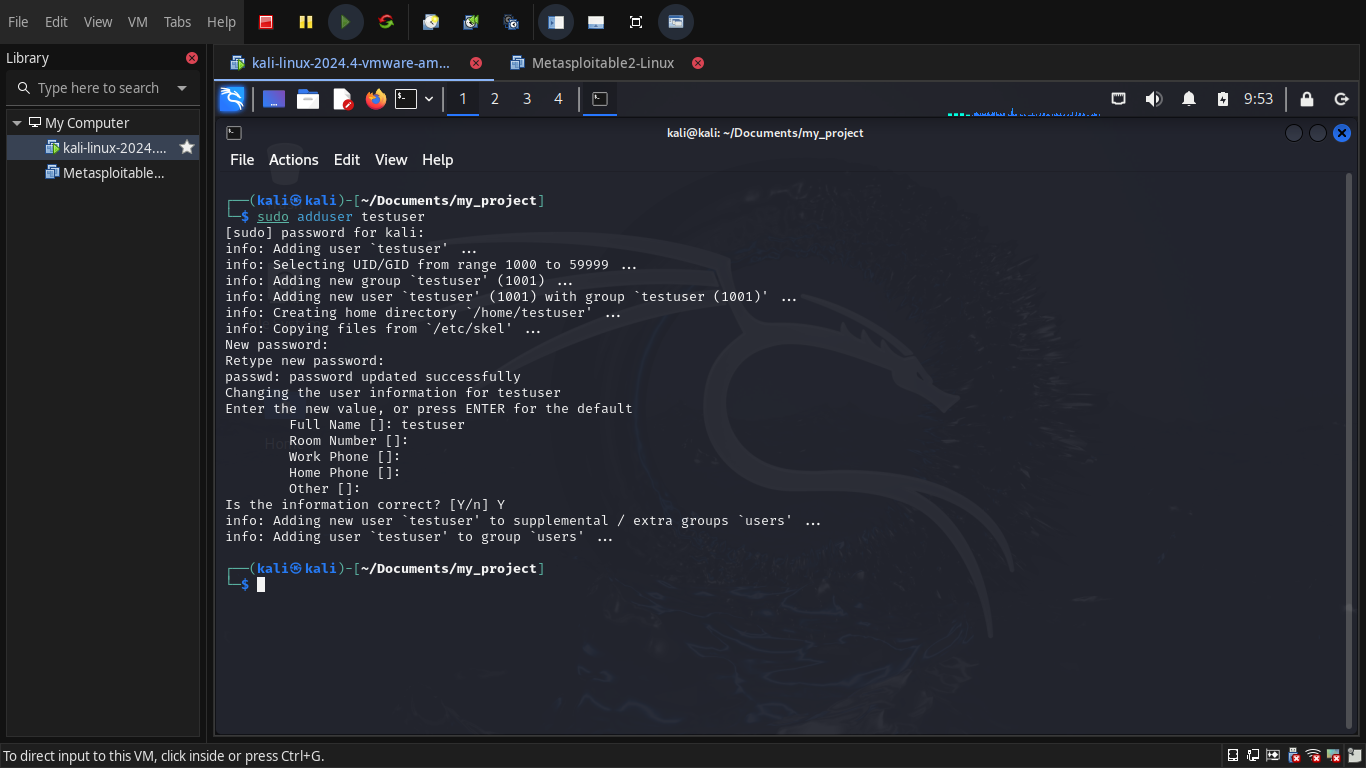 File Edit View VM Tabs Help
Library
Type here to search
My Computer
kali-linux-2024....
Metasploitable...
kali-linux-2024.4-vmware-am...
Metasploitable2-Linux
1 2 3 4
9:53
kali@kali: ~/Documents/my_project
File Actions Edit View Help
┌──(kali㉿kali)-[~/Documents/my_project]
└─$ sudo adduser testuser
[sudo] password for kali:
info: Adding user `testuser' ...
info: Selecting UID/GID from range 1000 to 59999 ...
info: Adding new group `testuser' (1001) ...
info: Adding new user `testuser' (1001) with group `testuser (1001)' ...
info: Creating home directory `/home/testuser' ...
info: Copying files from `/etc/skel' ...
New password:
Retype new password:
passwd: password updated successfully
Changing the user information for testuser
Enter the new value, or press ENTER for the default
Full Name []: testuser
Room Number []:
Work Phone []:
Home Phone []:
Other []:
Is the information correct? [Y/n] Y
info: Adding new user `testuser' to supplemental / extra groups `users' ...
info: Adding user `testuser' to group `users' ...
┌──(kali㉿kali)-[~/Documents/my_project]
└─$
To direct input to this VM, click inside or press Ctrl+G.